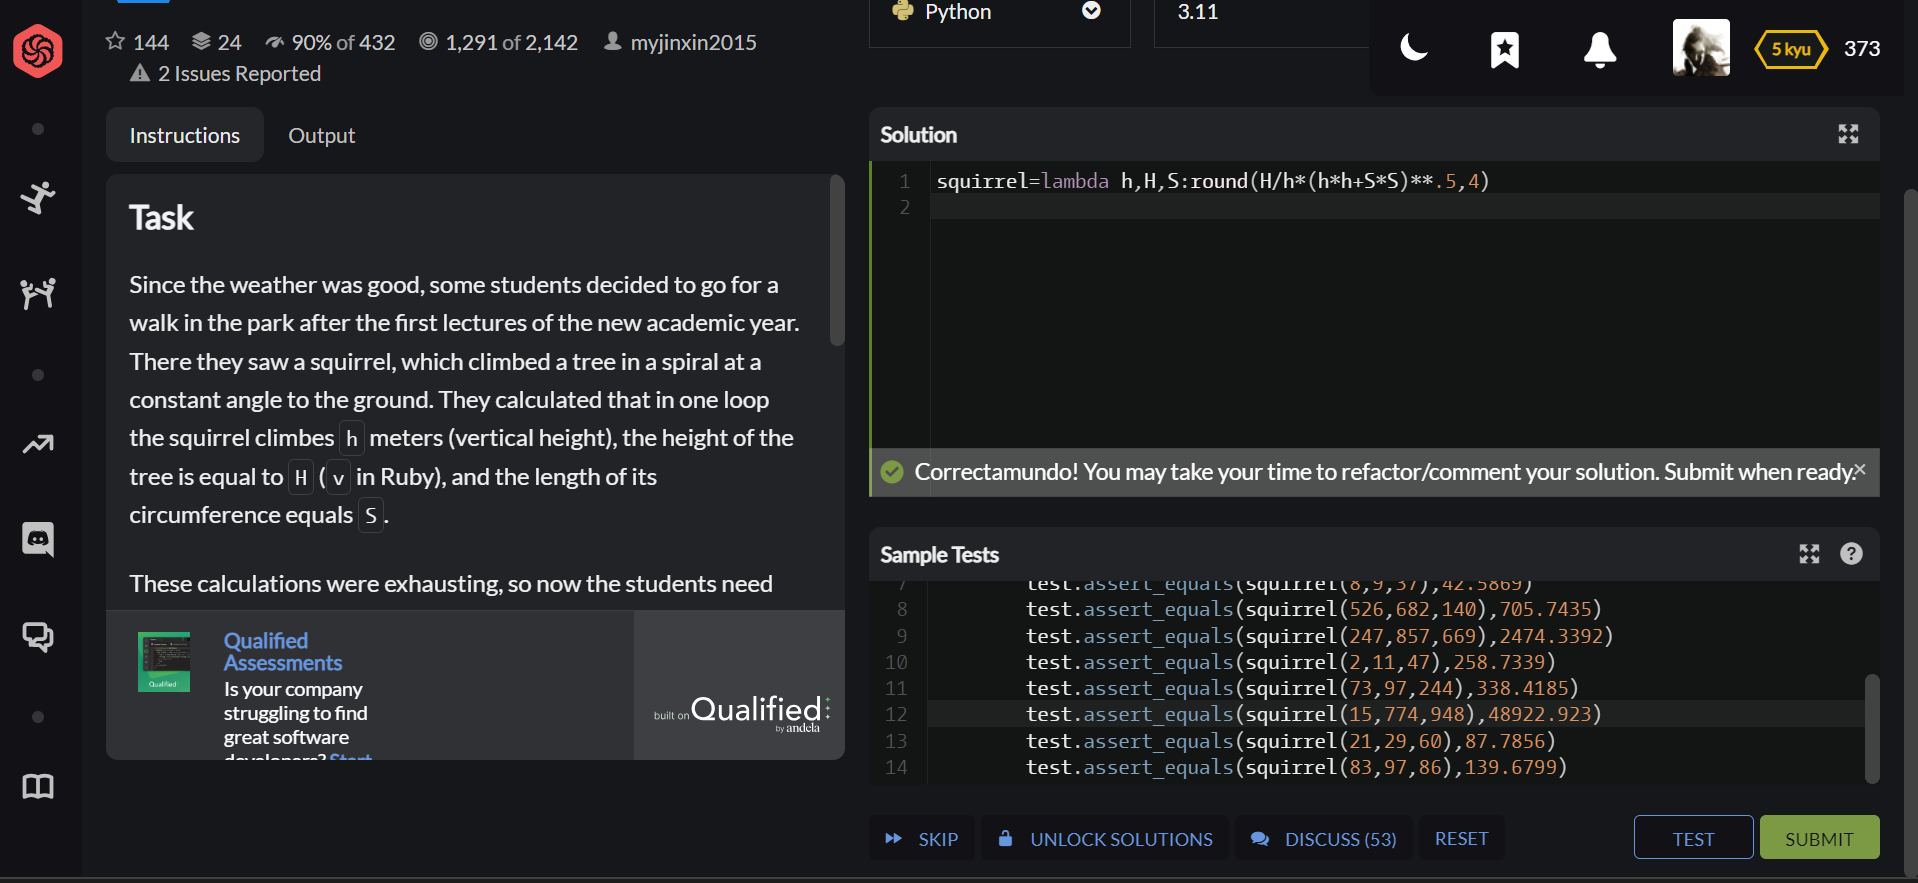 144 24 90% of 432 1,291 of 2,142 myjinxin2015
2 Issues Reported
Python
3.11
5 kyu 373
Instructions Output
Task
Since the weather was good, some students decided to go for a
walk in the park after the first lectures of the new academic year.
There they saw a squirrel, which climbed a tree in a spiral at a
constant angle to the ground. They calculated that in one loop
the squirrel climbes h meters (vertical height), the height of the
tree is equal to H (v in Ruby), and the length of its
circumference equals S.
These calculations were exhausting, so now the students need
Qualified
Assessments
Is your company
struggling to find
great software
developers? Start
Qualified
built on Qualified
by andela
Solution
1 squirrel=lambda h,H,S:round(H/h*(h*h+S*S)**.5,4)
2
Correctamundo! You may take your time to refactor/comment your solution. Submit when ready.
Sample Tests
7 test.assert_equals(squirrel(8,9,37),42.5869)
8 test.assert_equals(squirrel(526,682,140),705.7435)
9 test.assert_equals(squirrel(247,857,669),2474.3392)
10 test.assert_equals(squirrel(2,11,47),258.7339)
11 test.assert_equals(squirrel(73,97,244),338.4185)
12 test.assert_equals(squirrel(15,774,948),48922.923)
13 test.assert_equals(squirrel(21,29,60),87.7856)
14 test.assert_equals(squirrel(83,97,86),139.6799)
SKIP UNLOCK SOLUTIONS DISCUSS (53) RESET TEST SUBMIT